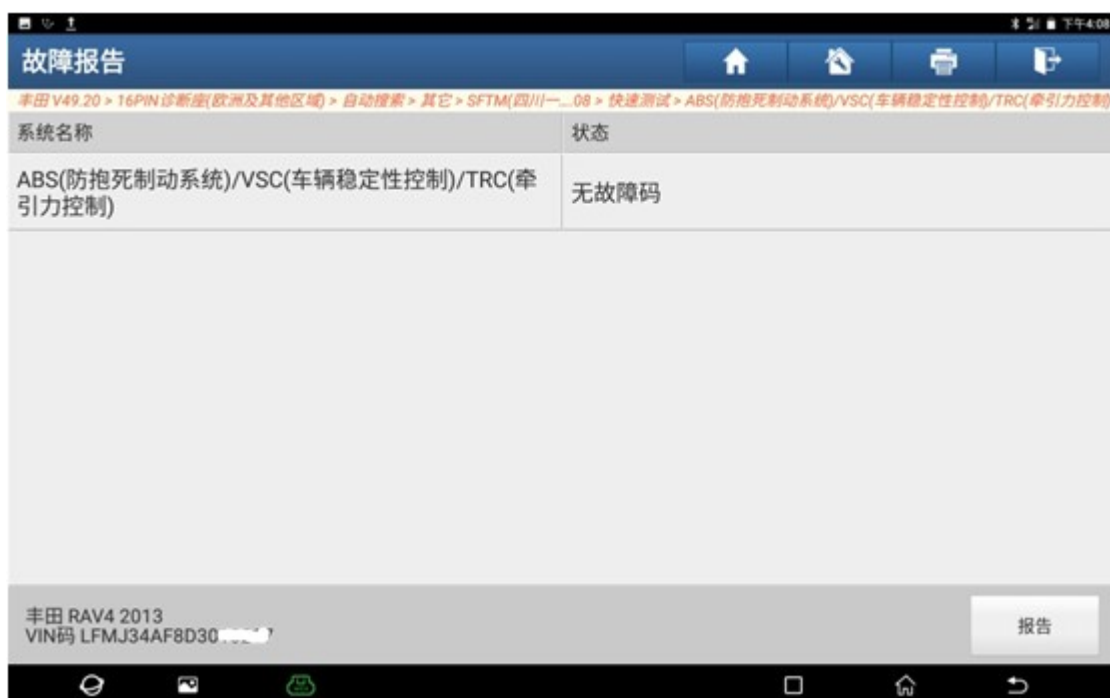 下午4:08
故障报告
丰田 V49.20 > 16PIN诊断座(欧洲及其他区域) > 自动搜索 > 其它 > SFTM(四川一...08 > 快速测试 > ABS(防抱死制动系统)/VSC(车辆稳定性控制)/TRC(牵引力控制)
系统名称 状态
ABS(防抱死制动系统)/VSC(车辆稳定性控制)/TRC(牵
引力控制) 无故障码
丰田 RAV4 2013
VIN码 LFMJ34AF8D30
报告